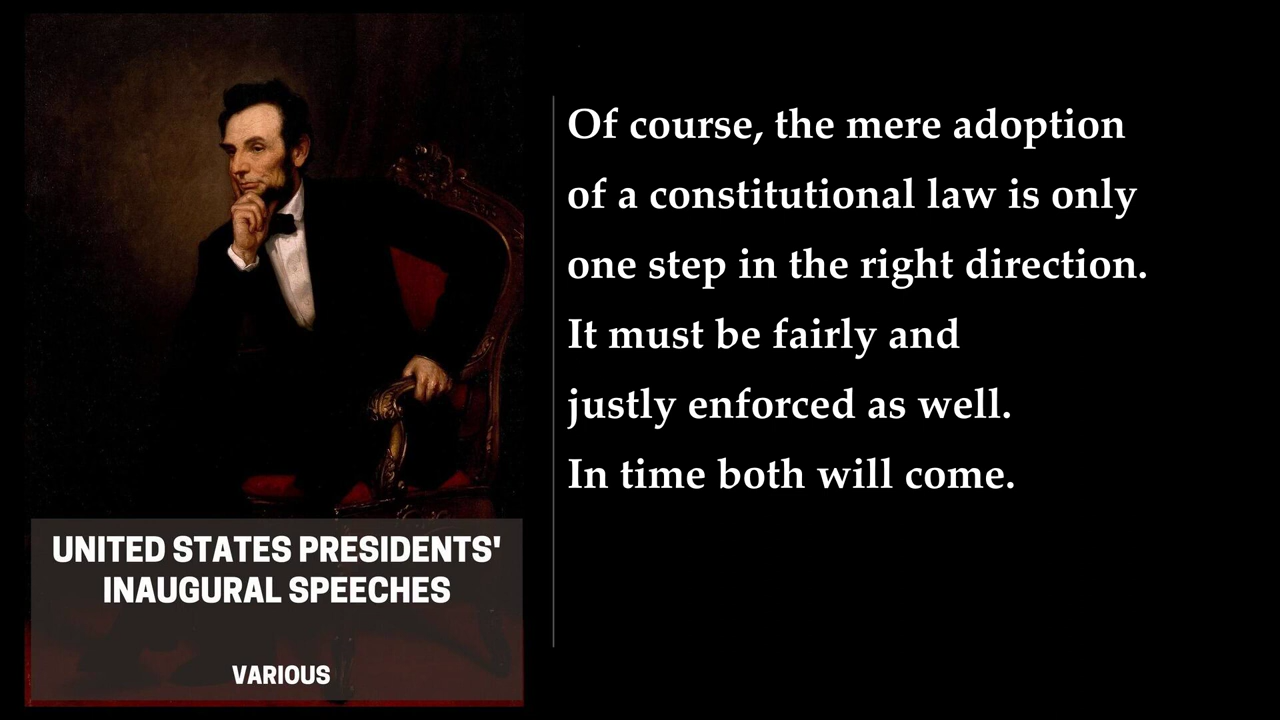 Of course, the mere adoption
of a constitutional law is only
one step in the right direction.
It must be fairly and
justly enforced as well.
In time both will come.
UNITED STATES PRESIDENTS'
INAUGURAL SPEECHES
VARIOUS